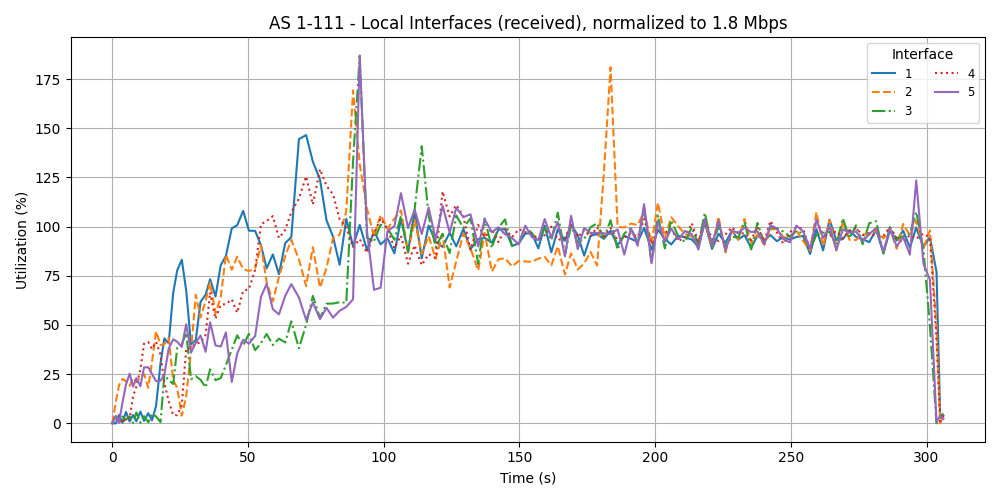 AS 1-111 - Local Interfaces (received), normalized to 1.8 Mbps
Interface
1
2
3
4
5
Utilization (%)
175
150
125
100
75
50
25
0
0 50 100 150 200 250 300
Time (s)